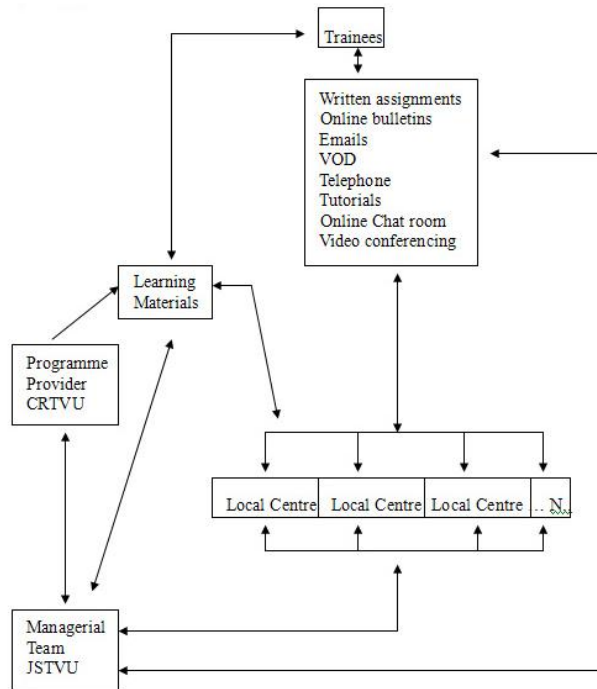 Trainees
Written assignments
Online bulletins
Emails
VOD
Telephone
Tutorials
Online Chat room
Video conferencing
Learning
Materials
Programme
Provider
CRTVU
Local Centre Local Centre Local Centre ... N
Managerial
Team
JSTVU